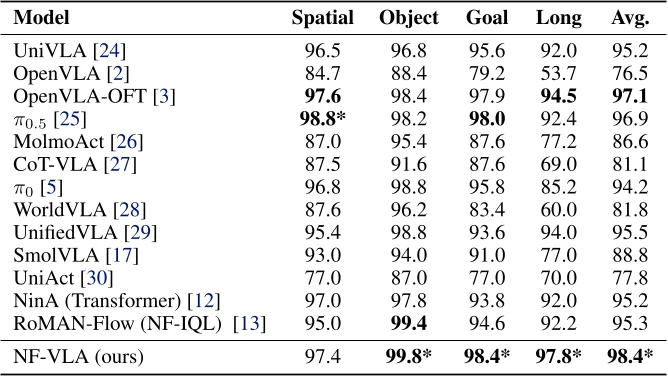 Model Spatial Object Goal Long Avg.
UniVLA [24] 96.5 96.8 95.6 92.0 95.2
OpenVLA [2] 84.7 88.4 79.2 53.7 76.5
OpenVLA-OFT [3] 97.6 98.4 97.9 94.5 97.1
π0.5 [25] 98.8* 98.2 98.0 92.4 96.9
MolmoAct [26] 87.0 95.4 87.6 77.2 86.6
CoT-VLA [27] 87.5 91.6 87.6 69.0 81.1
π0 [5] 96.8 98.8 95.8 85.2 94.2
WorldVLA [28] 87.6 96.2 83.4 60.0 81.8
UnifiedVLA [29] 95.4 98.8 93.6 94.0 95.5
SmolVLA [17] 93.0 94.0 91.0 77.0 88.8
UniAct [30] 77.0 87.0 77.0 70.0 77.8
NinA (Transformer) [12] 97.0 97.8 93.8 92.0 95.2
RoMAN-Flow (NF-IQL) [13] 95.0 99.4 94.6 92.2 95.3
NF-VLA (ours) 97.4 99.8* 98.4* 97.8* 98.4*